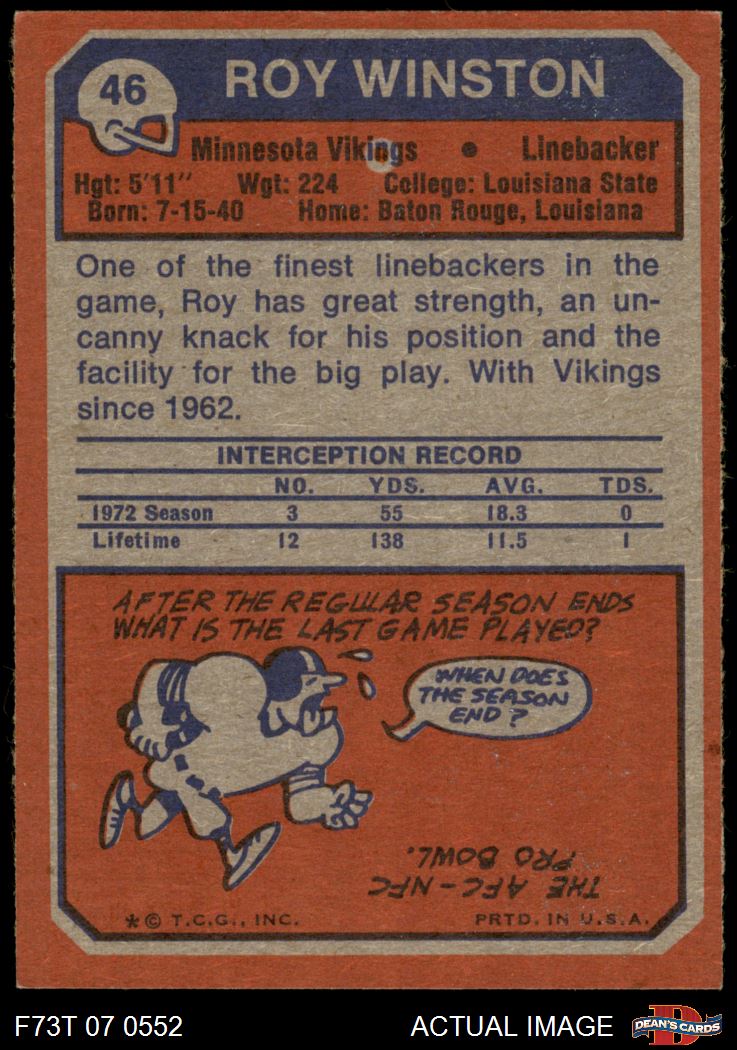 46
ROY WINSTON
Minnesota Vikings • Linebacker
Hgt: 5'11" Wgt: 224 College: Louisiana State
Born: 7-15-40 Home: Baton Rouge, Louisiana
One of the finest linebackers in the
game, Roy has great strength, an un-
canny knack for his position and the
facility for the big play. With Vikings
since 1962.
INTERCEPTION RECORD
NO. YDS. AVG. TDS.
1972 Season 3 55 18.3 0
Lifetime 12 138 11.5 1
AFTER THE REGULAR SEASON ENDS
WHAT IS THE LAST GAME PLAYED?
WHEN DOES
THE SEASON
END?
THE AFC-NFC
PRO BOWL.
* © T.C.G., INC. PRTD. IN U.S.A.
F73T 07 0552 ACTUAL IMAGE
DEAN'S CARDS